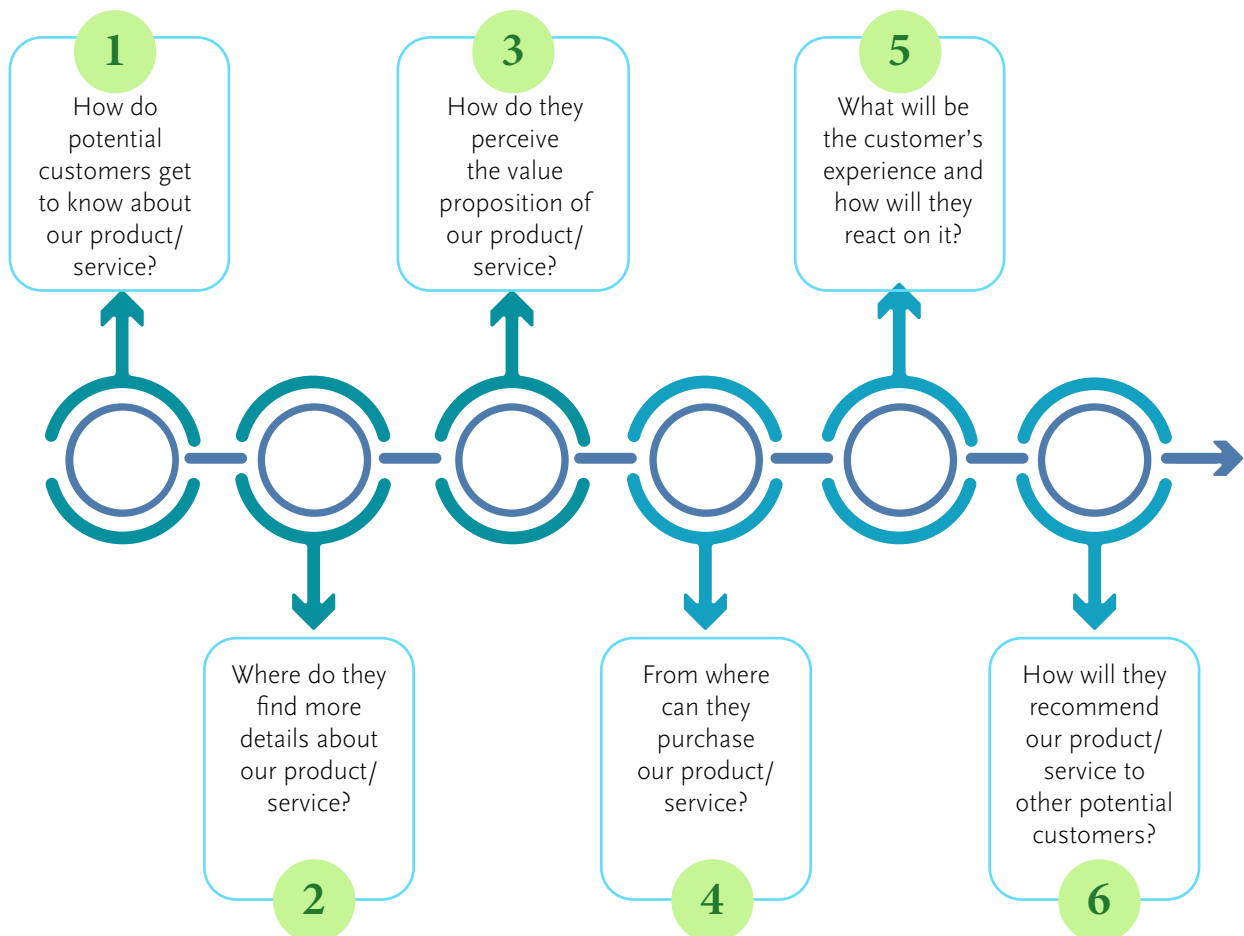 1
How do
potential
customers get
to know about
our product/
service?
2
Where do they
find more
details about
our product/
service?
3
How do they
perceive
the value
proposition of
our product/
service?
4
From where
can they
purchase
our product/
service?
5
What will be
the customer’s
experience and
how will they
react on it?
6
How will they
recommend
our product/
service to
other potential
customers?